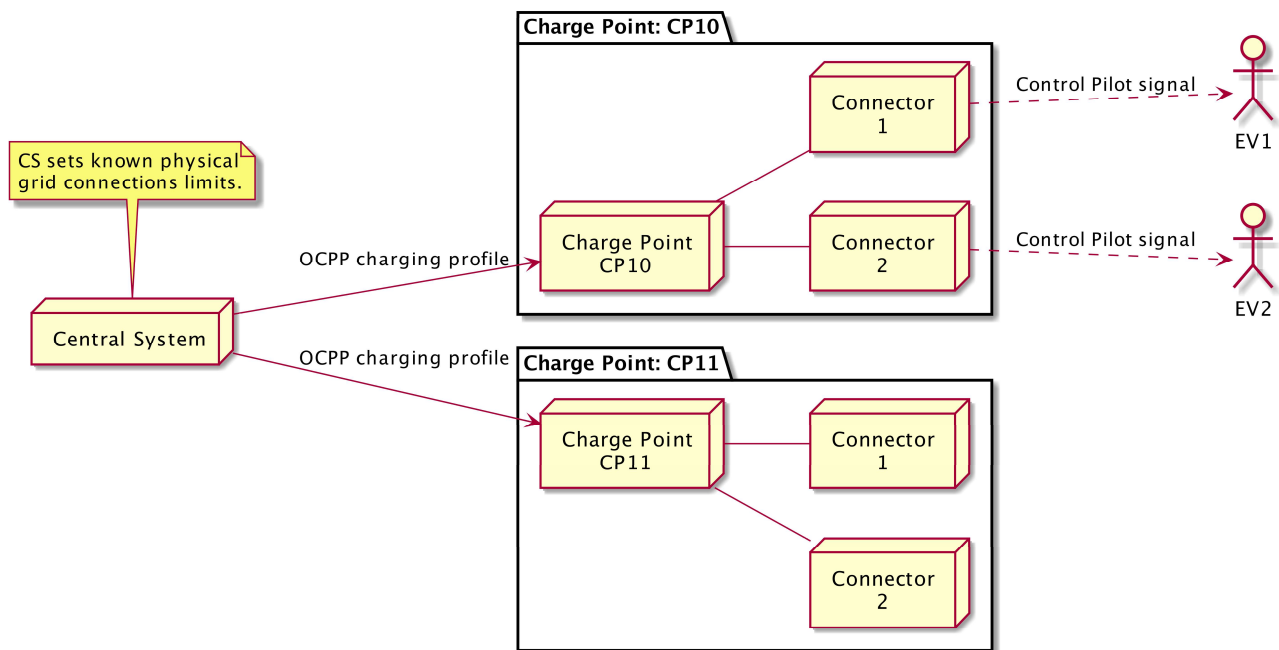 Charge Point: CP10
Connector
1
Control Pilot signal
EV1
CS sets known physical
grid connections limits.
Charge Point
CP10
Connector
2
Control Pilot signal
EV2
OCPP charging profile
Central System
OCPP charging profile
Charge Point: CP11
Charge Point
CP11
Connector
1
Connector
2